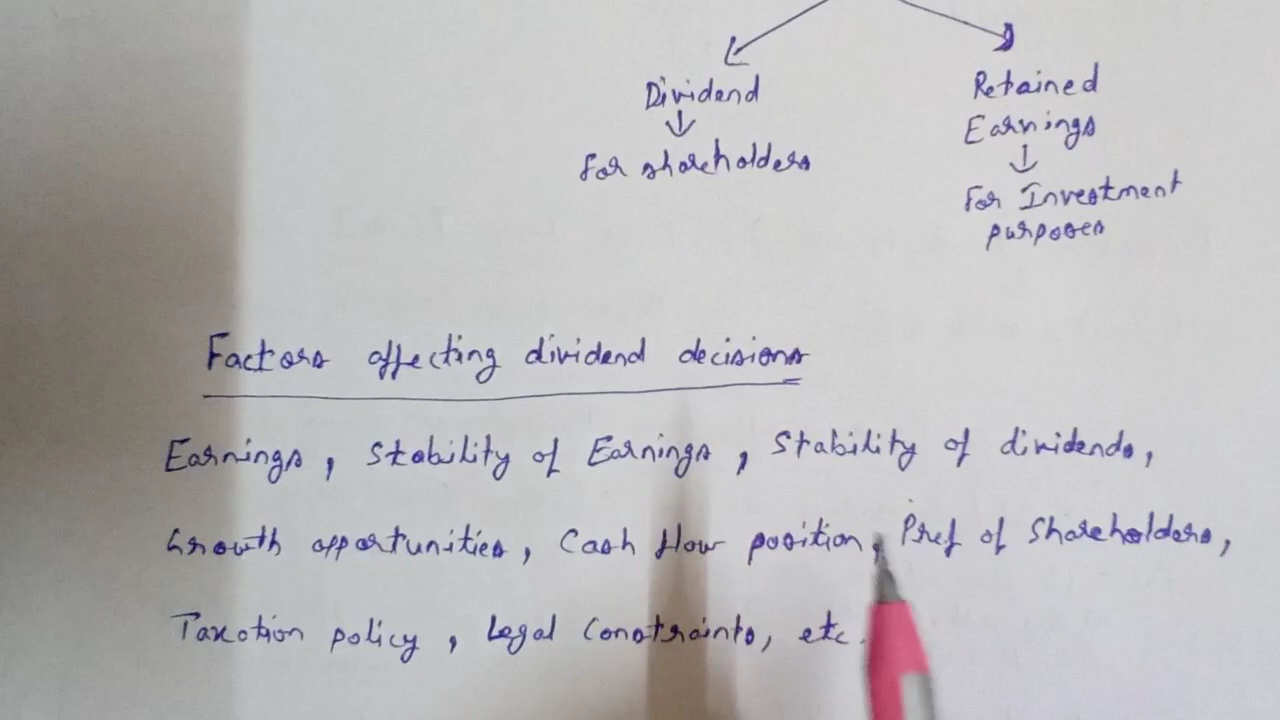 Dividend
For shareholders
Retained
Earnings
For Investment
purposes
Factors affecting dividend decisions
Earnings, Stability of Earnings, Stability of dividends,
Growth opportunities, Cash flow position, Pref of Shareholders,
Taxation policy, Legal Constraints, etc.